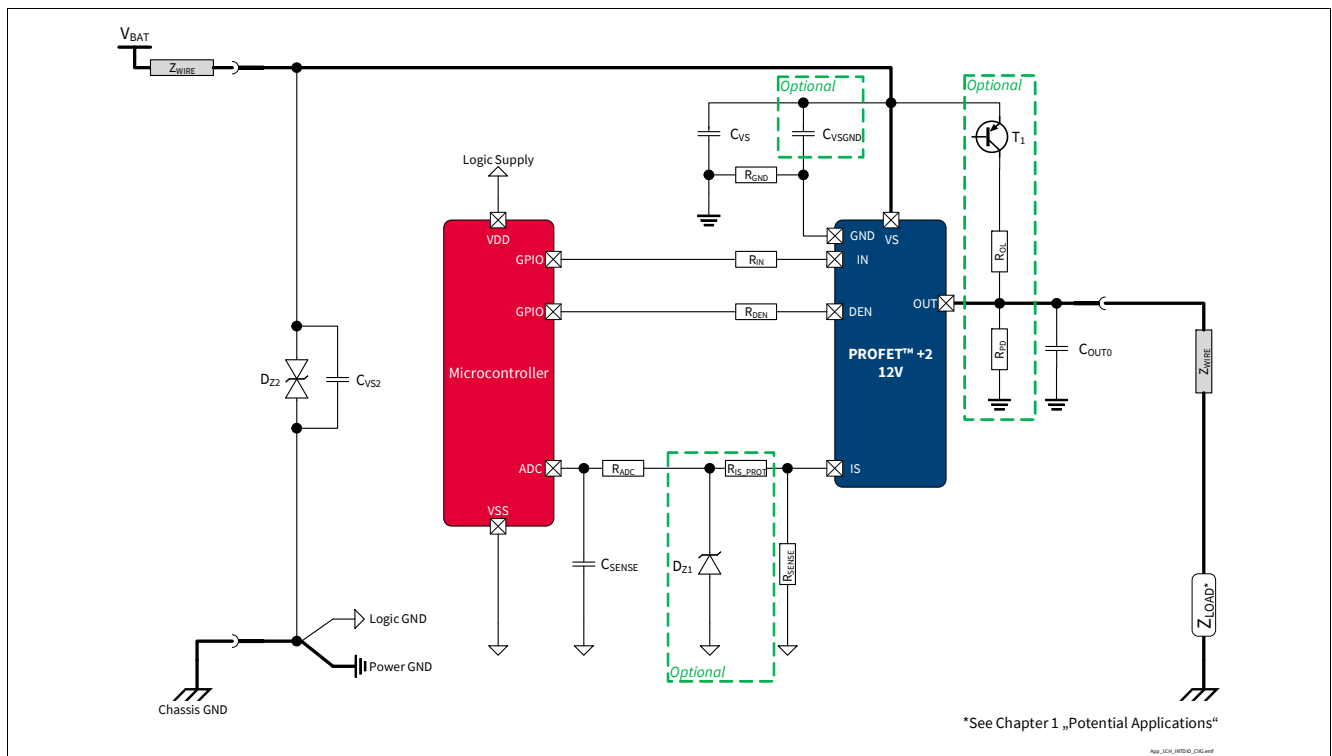 VBAT
ZWIRE
Optional
Optional
CVS
CVSGND
T1
Logic Supply
RGND
VDD
GND
VS
GPIO
RIN
IN
ROL
OUT
GPIO
RDEN
DEN
PROFET™ +2
12V
RPD
COUT0
ZWIRE
Microcontroller
DZ2
CVS2
ADC
RADC
RIS_PROT
IS
VSS
CSENSE
DZ1
RSENSE
ZLOAD*
Logic GND
Power GND
Optional
Chassis GND
*See Chapter 1 „Potential Applications“
App_1CH_INTDIO_CVG.emf